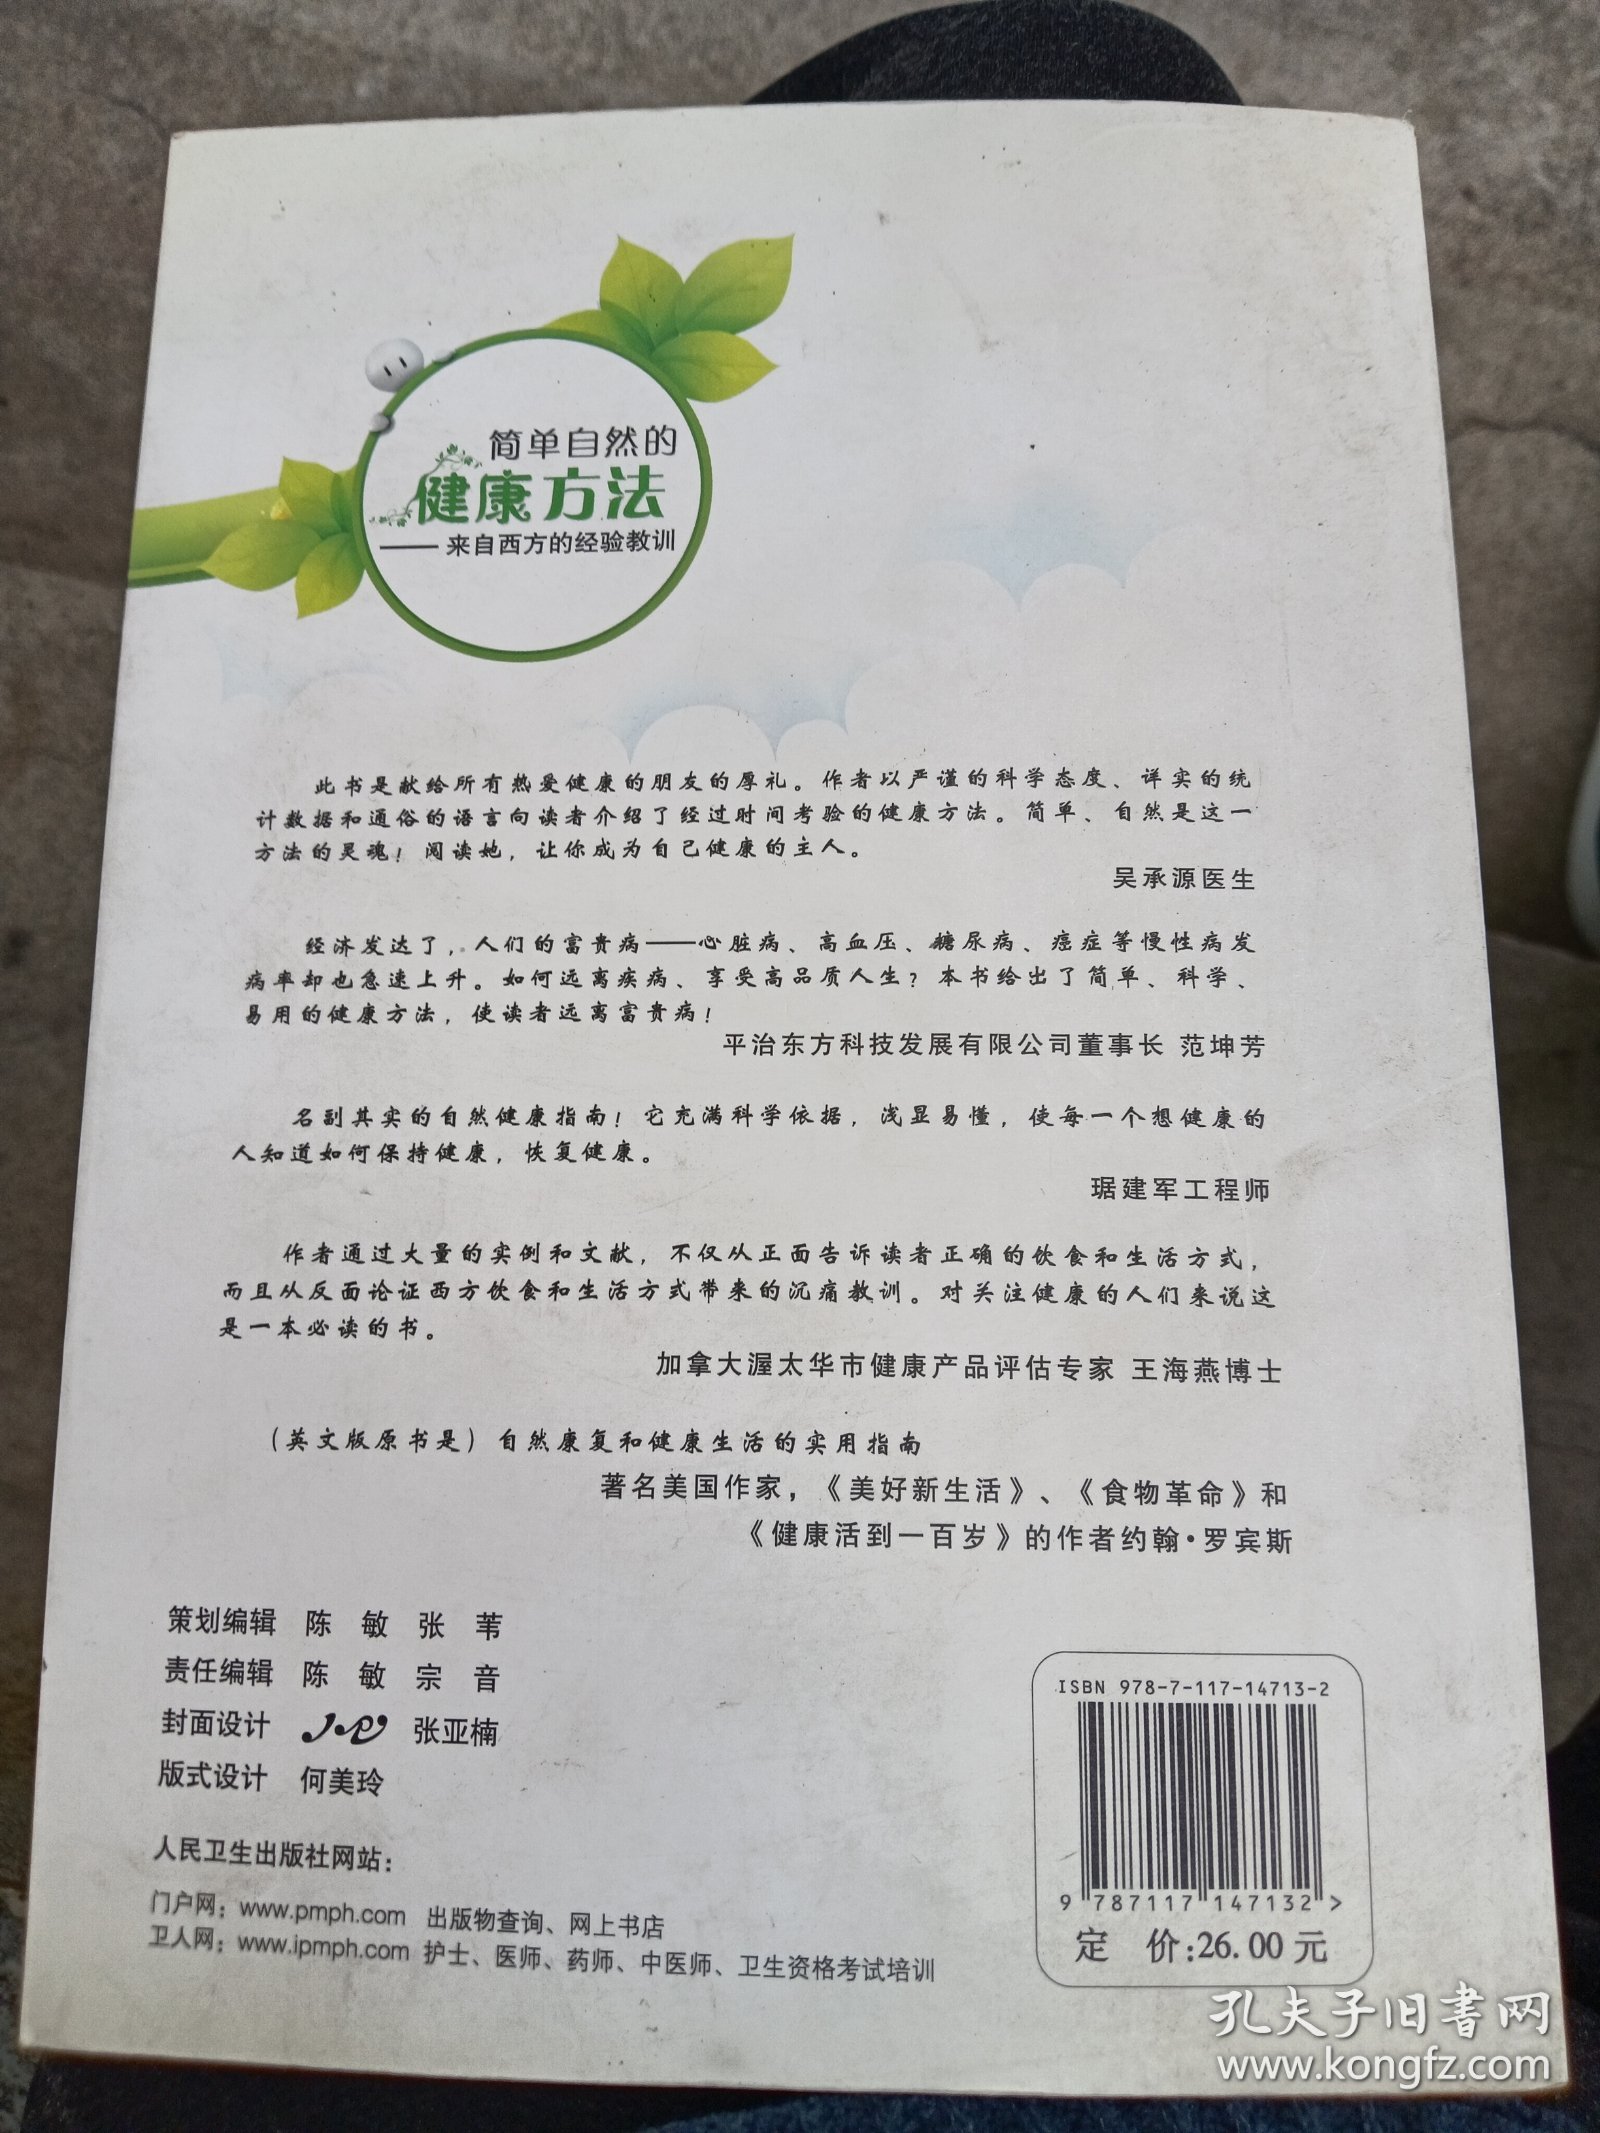 简单自然的
健康方法
——来自西方的经验教训
此书是献给所有热爱健康的朋友的厚礼。作者以严谨的科学态度、详实的统
计数据和通俗的语言向读者介绍了经过时间考验的健康方法。简单、自然是这一
方法的灵魂！阅读她，让你成为自己健康的主人。
吴承源医生
经济发达了，人们的富贵病——心脏病、高血压、糖尿病、癌症等慢性病发
病率却也急速上升。如何远离疾病、享受高品质人生？本书给出了简单、科学、
易用的健康方法，使读者远离富贵病！
平治东方科技发展有限公司董事长 范坤芳
名副其实的自然健康指南！它充满科学依据，浅显易懂，使每一个想健康的
人知道如何保持健康，恢复健康。
琚建军工程师
作者通过大量的实例和文献，不仅从正面告诉读者正确的饮食和生活方式，
而且从反面论证西方饮食和生活方式带来的沉痛教训。对关注健康的人们来说这
是一本必读的书。
加拿大渥太华市健康产品评估专家 王海燕博士
（英文版原书是）自然康复和健康生活的实用指南
著名美国作家，《美好新生活》、《食物革命》和
《健康活到一百岁》的作者约翰·罗宾斯
策划编辑 陈 敏 张 苇
责任编辑 陈 敏 宗 音
封面设计 张亚楠
版式设计 何美玲
人民卫生出版社网站：
门户网：www.pmph.com 出版物查询、网上书店
卫人网：www.ipmph.com 护士、医师、药师、中医师、卫生资格考试培训
ISBN 978-7-117-14713-2
9 787117 147132 >
定 价:26.00元
孔夫子旧书网
www.kongfz.com